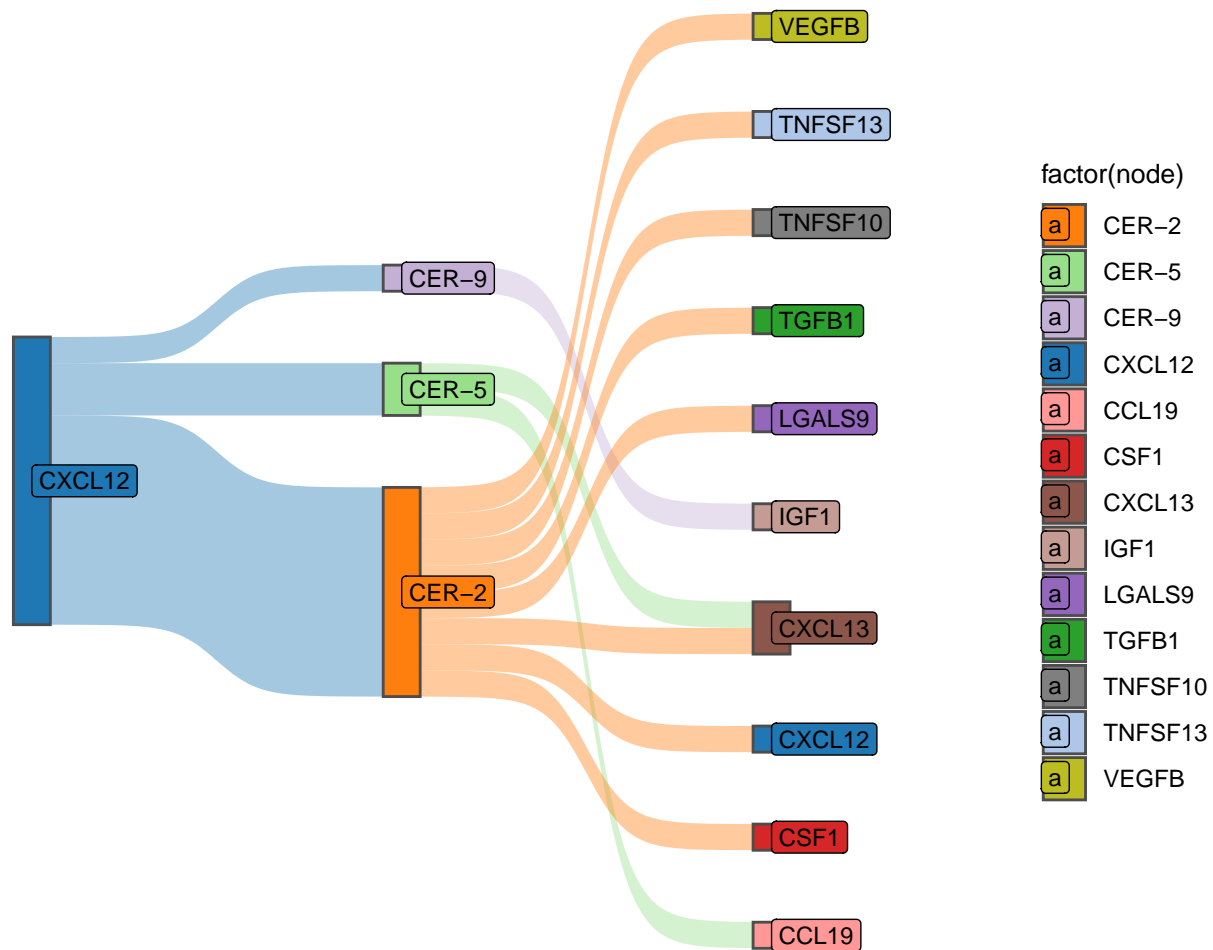 VEGFB
TNFSF13
TNFSF10
CER−9
TGFB1
CER−5
LGALS9
CXCL12
IGF1
CER−2
CXCL13
CXCL12
CSF1
CCL19
factor(node)
a CER−2
a CER−5
a CER−9
a CXCL12
a CCL19
a CSF1
a CXCL13
a IGF1
a LGALS9
a TGFB1
a TNFSF10
a TNFSF13
a VEGFB